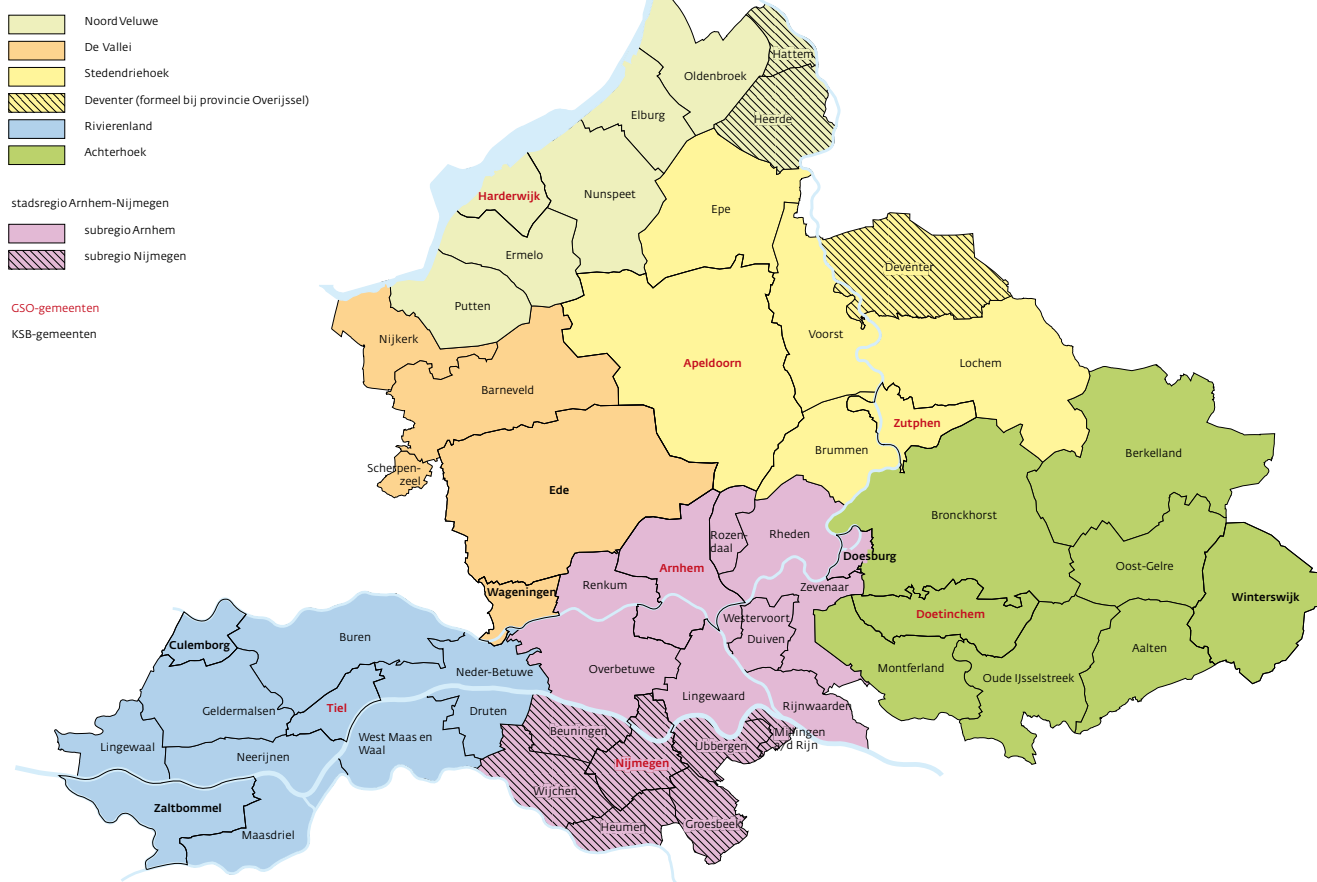 Noord Veluwe
De Vallei
Stedendriehoek
Deventer (formeel bij provincie Overijssel)
Rivierenland
Achterhoek
stadsregio Arnhem-Nijmegen
subregio Arnhem
subregio Nijmegen
GSO-gemeenten
KSB-gemeenten
Hattem
Oldenbroek
Elburg
Heerde
Harderwijk
Nunspeet
Epe
Ermelo
Deventer
Putten
Nijkerk
Voorst
Apeldoorn
Lochem
Barneveld
Zutphen
Brummen
Berkelland
Scherpen-
zeel
Ede
Bronckhorst
Rozen-
daal
Rheden
Doesburg
Arnhem
Oost-Gelre
Renkum
Zevenaar
Wageningen
Winterswijk
Westervoort
Doetinchem
Duiven
Buren
Culemborg
Aalten
Overbetuwe
Montferland
Neder-Betuwe
Oude IJsselstreek
Lingewaard
Rijnwaarden
Geldermalsen
Tiel
Druten
Beuningen
Millingen
a/d Rijn
West Maas en
Waal
Lingewaal
Ubbergen
Neerijnen
Nijmegen
Wijchen
Zaltbommel
Groesbeek
Heumen
Maasdriel